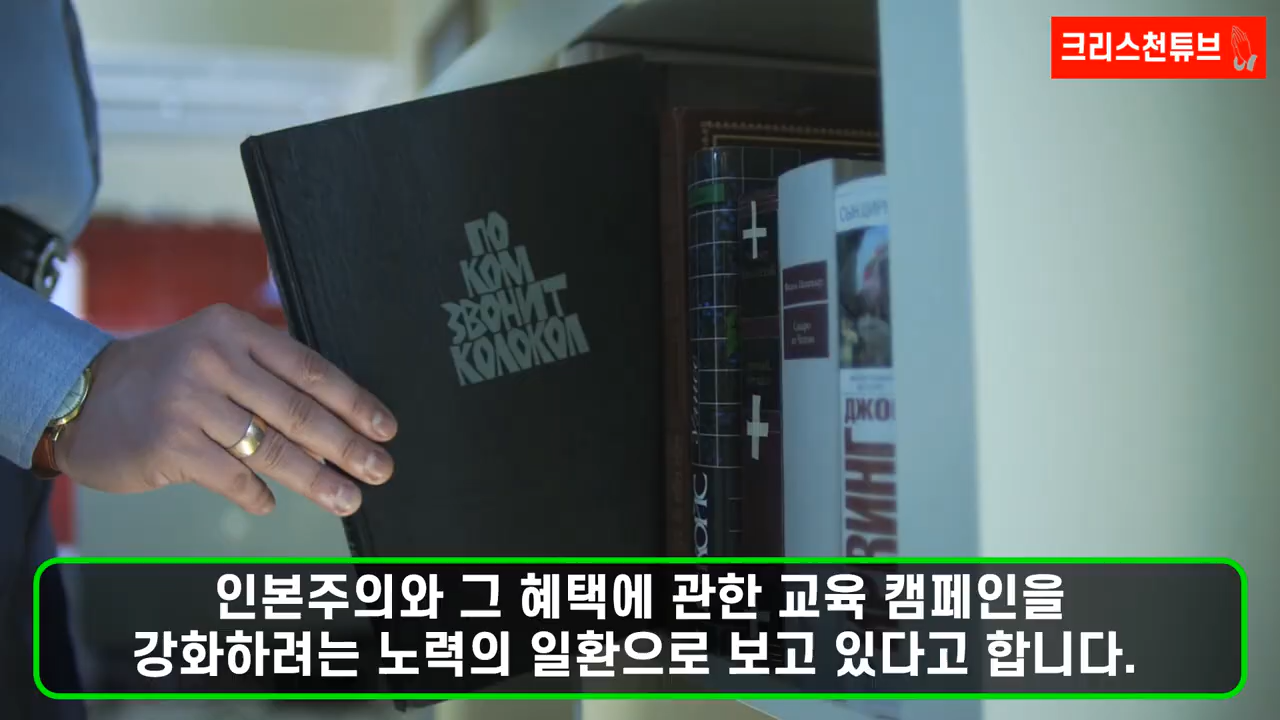 크리스천튜브
ПО
КОМ
ЗВОНИТ
КОЛОКОЛ
ДЖО
인본주의와 그 혜택에 관한 교육 캠페인을
강화하려는 노력의 일환으로 보고 있다고 합니다.